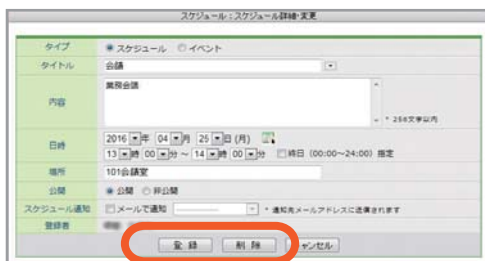 スケジュール：スケジュール詳細・変更
タイプ スケジュール イベント
タイトル 会議
内容 業務会議
* 256文字以内
日時 2016 年 04 月 25 日 (月)
13 時 00 分 ～ 14 時 00 分 終日 (00:00～24:00) 指定
場所 101会議室
公開 公開 非公開
スケジュール通知 メールで通知 * 通知先メールアドレスに送信されます
登録者
登録 削除 キャンセル